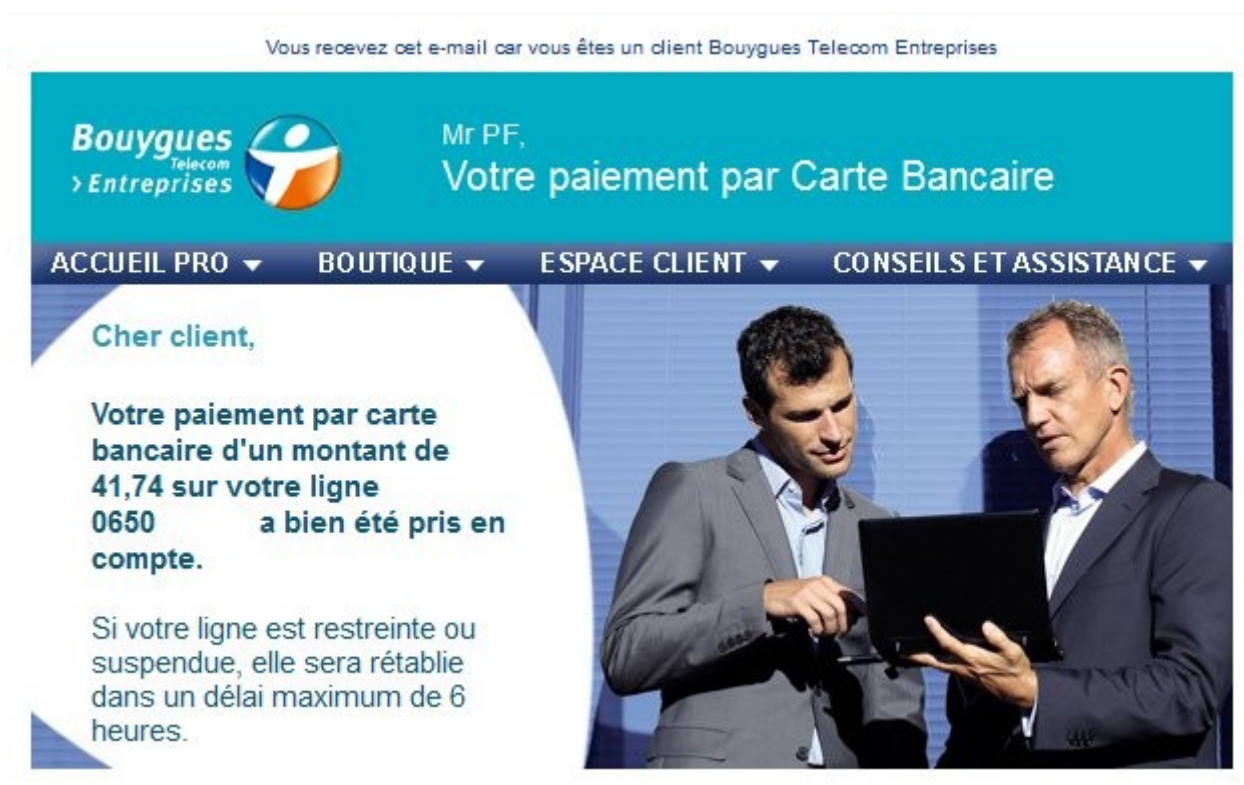 Vous recevez cet e-mail car vous êtes un client Bouygues Telecom Entreprises
Bouygues
Telecom
> Entreprises
Mr PF,
Votre paiement par Carte Bancaire
ACCUEIL PRO BOUTIQUE ESPACE CLIENT CONSEILS ET ASSISTANCE
Cher client,
Votre paiement par carte
bancaire d'un montant de
41,74 sur votre ligne
0650 a bien été pris en
compte.
Si votre ligne est restreinte ou
suspendue, elle sera rétablie
dans un délai maximum de 6
heures.